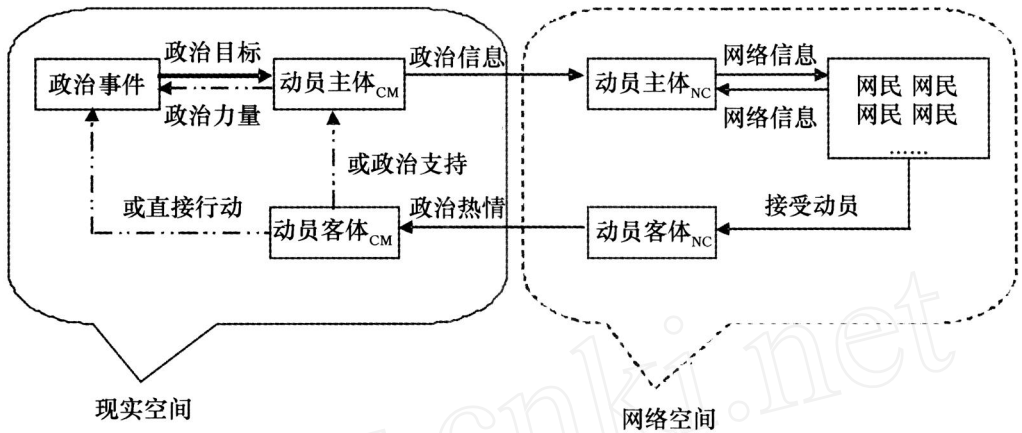 政治目标
政治信息
网络信息
政治事件
动员主体CM
动员主体NC
网民 网民
网民 网民
……
政治力量
网络信息
或政治支持
或直接行动
政治热情
接受动员
动员客体CM
动员客体NC
现实空间
网络空间
cnki.net